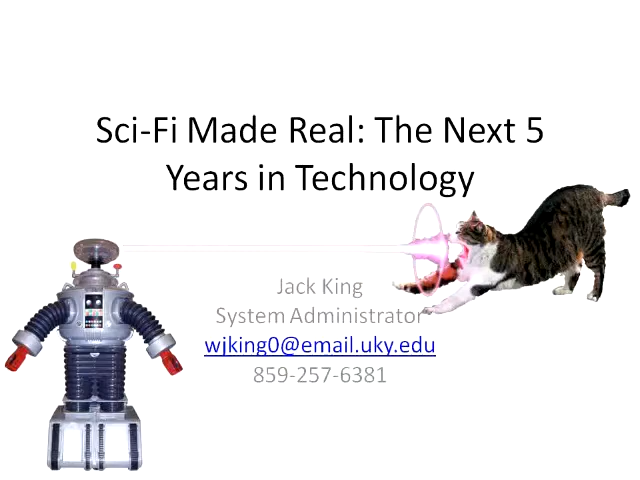 Sci-Fi Made Real: The Next 5
Years in Technology
Jack King
System Administrator
wjking0@email.uky.edu
859-257-6381